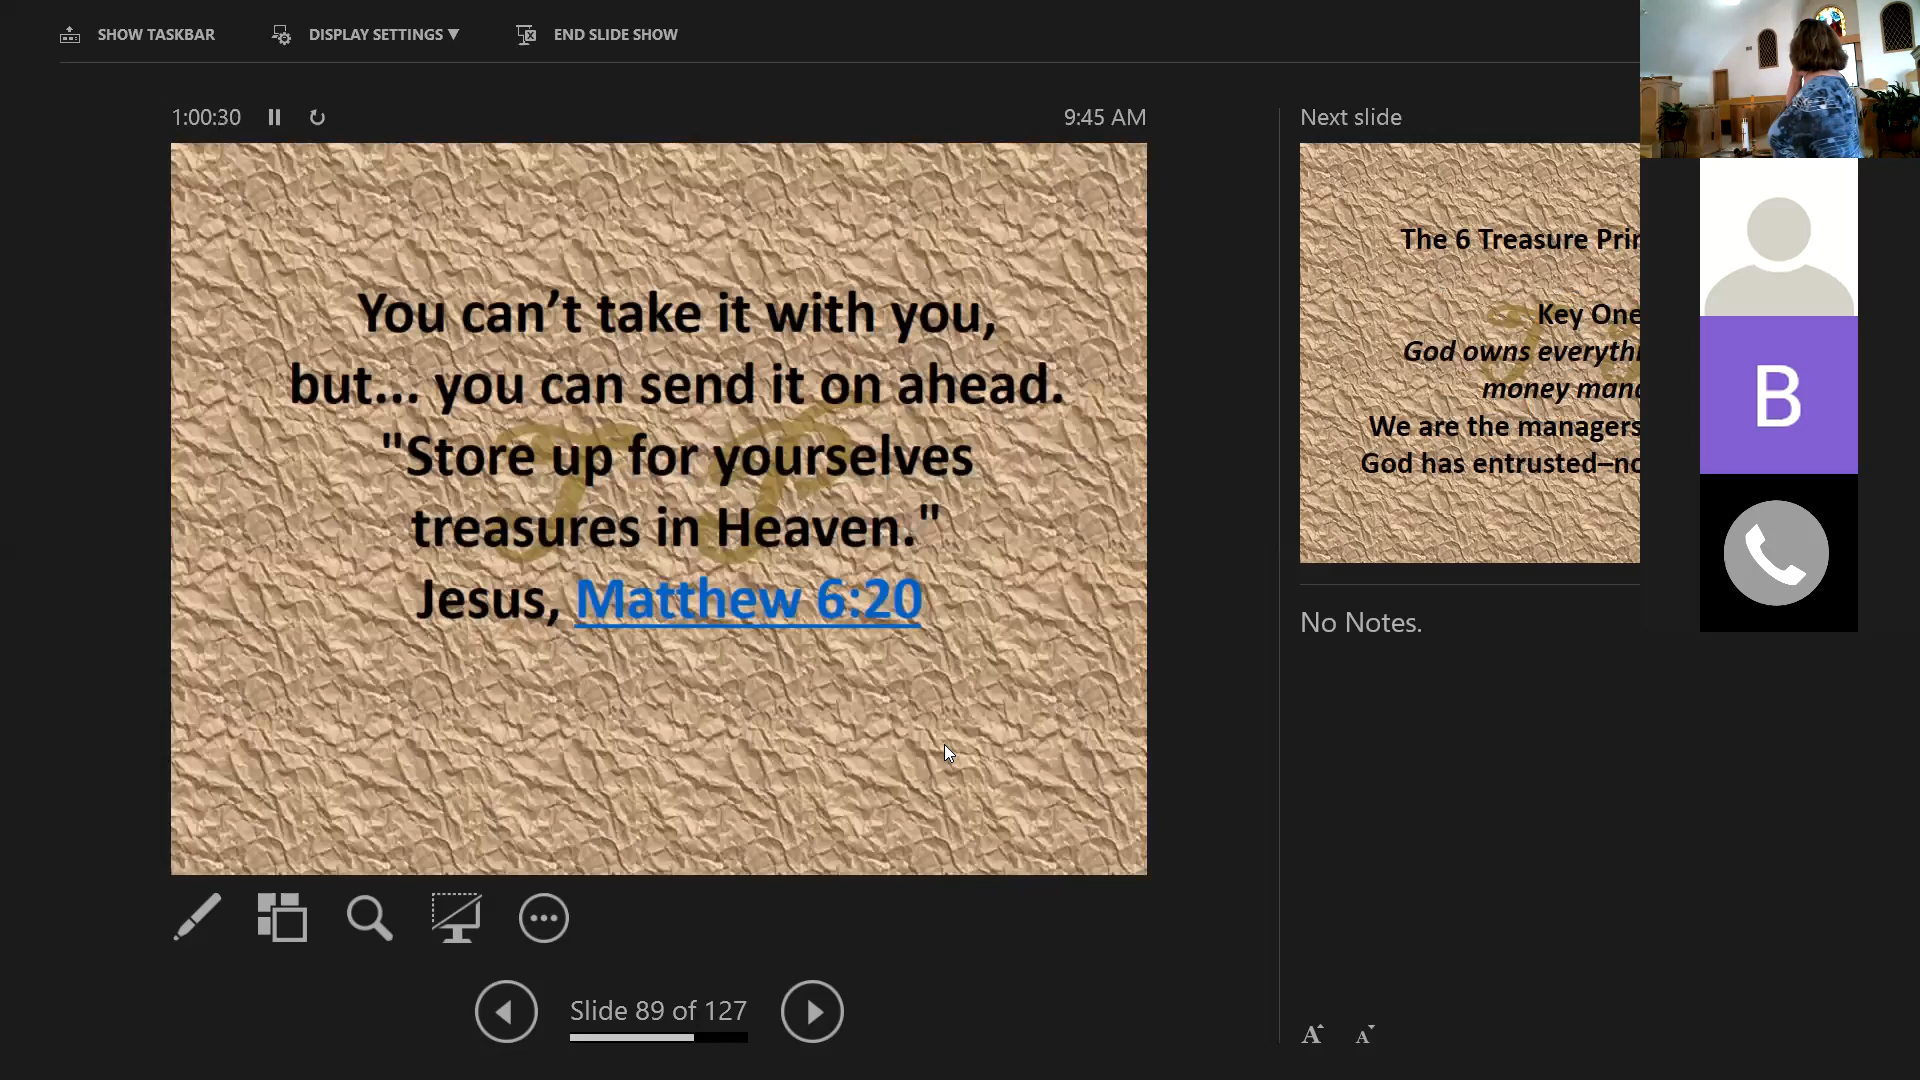 SHOW TASKBAR
DISPLAY SETTINGS ▼
END SLIDE SHOW
1:00:30
9:45 AM
You can't take it with you,
but... you can send it on ahead.
"Store up for yourselves
treasures in Heaven."
Jesus, Matthew 6:20
T P
Slide 89 of 127
Next slide
The 6 Treasure
Key One
God owns
money
We are the managers
God has entrusted–
No Notes.
A A
B